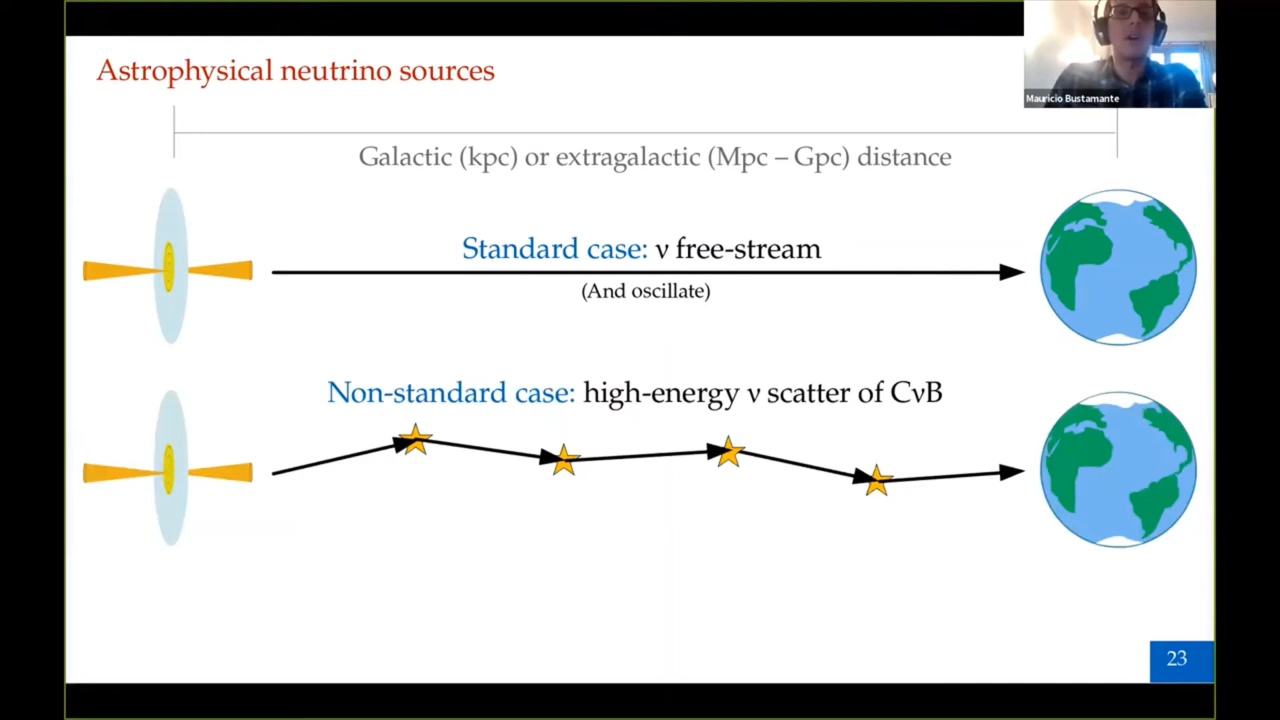 Astrophysical neutrino sources
Mauricio Bustamante
Galactic (kpc) or extragalactic (Mpc – Gpc) distance
Standard case: ν free-stream
(And oscillate)
Non-standard case: high-energy ν scatter of CνB
23